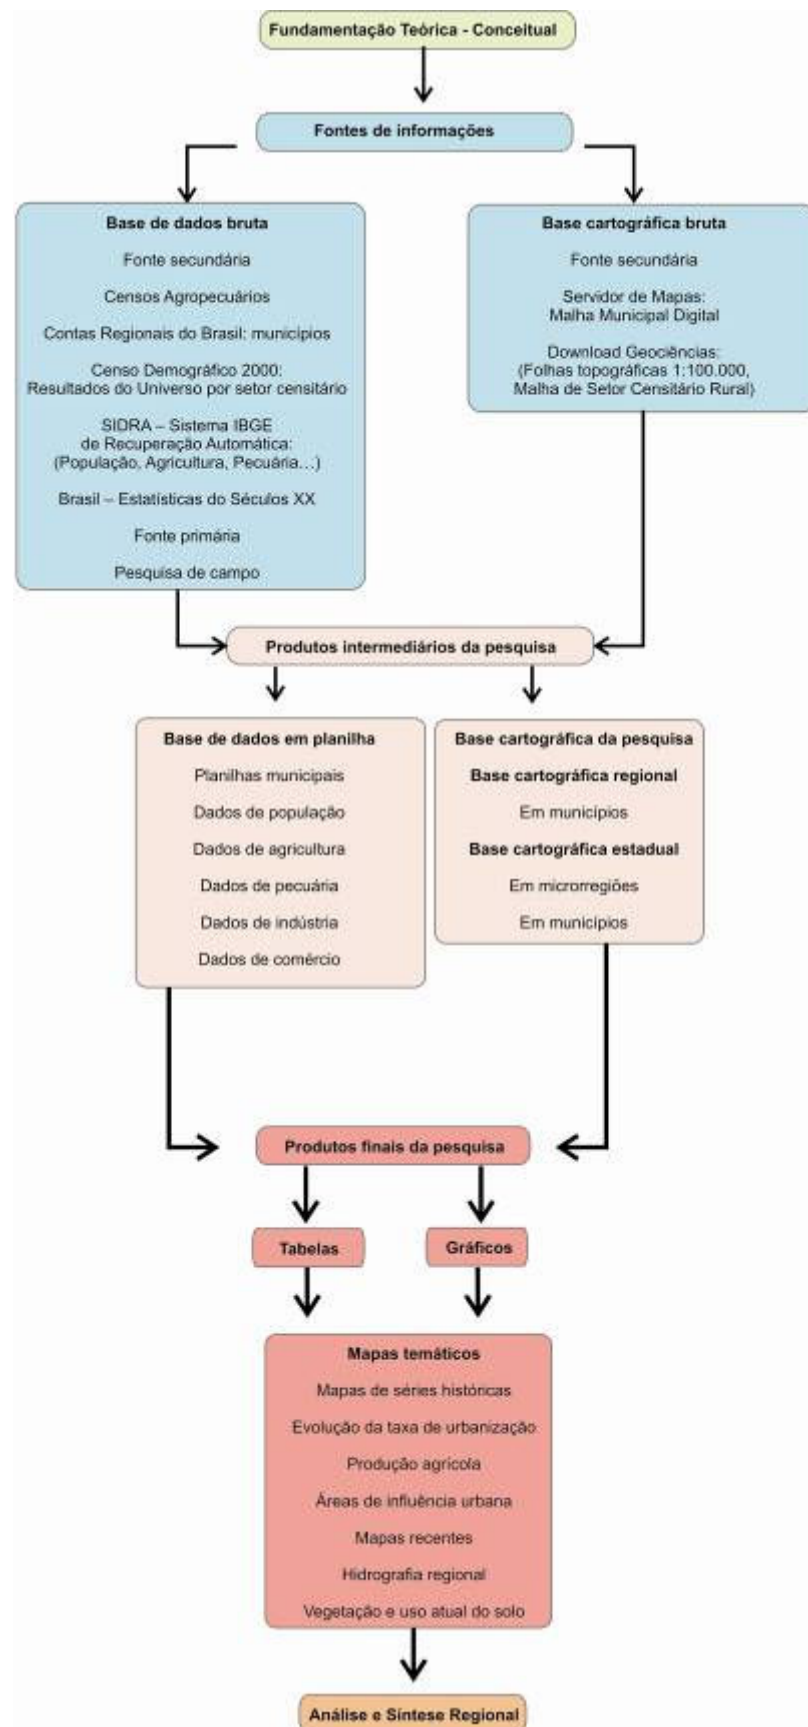 Fundamentação Teórica - Conceitual
Fontes de informações
Base de dados bruta
Fonte secundária
Censos Agropecuários
Contas Regionais do Brasil: municípios
Censo Demográfico 2000:
Resultados do Universo por setor censitário
SIDRA – Sistema IBGE
de Recuperação Automática:
(População, Agricultura, Pecuária...)
Brasil – Estatísticas do Séculos XX
Fonte primária
Pesquisa de campo
Base cartográfica bruta
Fonte secundária
Servidor de Mapas:
Malha Municipal Digital
Download Geociências:
(Folhas topográficas 1:100.000,
Malha de Setor Censitário Rural)
Produtos intermediários da pesquisa
Base de dados em planilha
Planilhas municipais
Dados de população
Dados de agricultura
Dados de pecuária
Dados de indústria
Dados de comércio
Base cartográfica da pesquisa
Base cartográfica regional
Em municípios
Base cartográfica estadual
Em microrregiões
Em municípios
Produtos finais da pesquisa
Tabelas
Gráficos
Mapas temáticos
Mapas de séries históricas
Evolução da taxa de urbanização
Produção agrícola
Áreas de influência urbana
Mapas recentes
Hidrografia regional
Vegetação e uso atual do solo
Análise e Síntese Regional